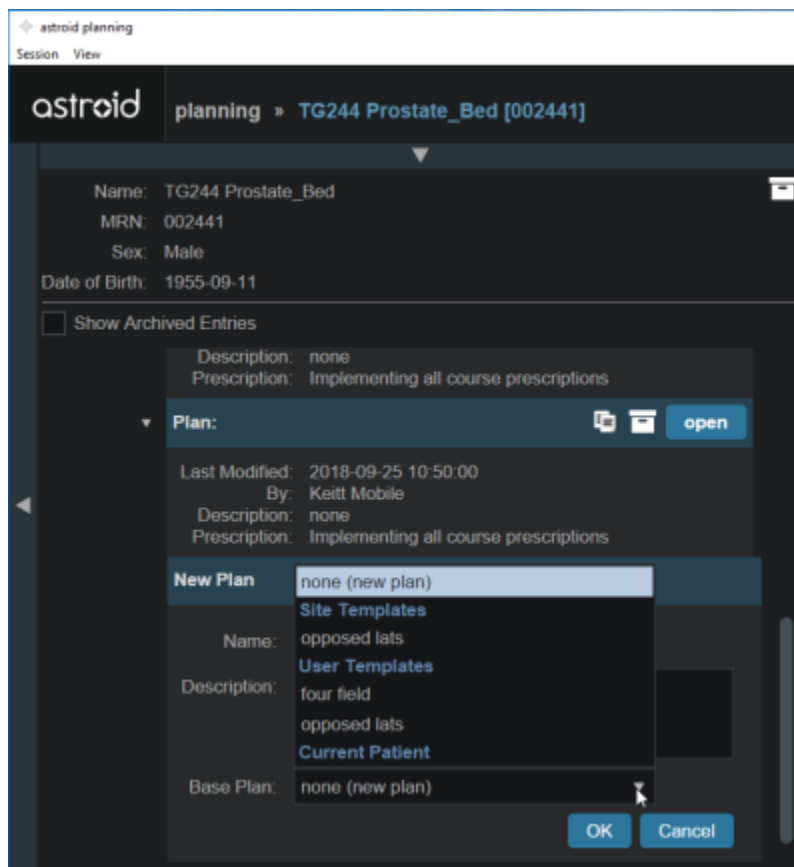 astroid planning
Session View
astroid
planning » TG244 Prostate_Bed [002441]
Name: TG244 Prostate_Bed
MRN: 002441
Sex: Male
Date of Birth: 1955-09-11
Show Archived Entries
Description: none
Prescription: Implementing all course prescriptions
Plan: open
Last Modified: 2018-09-25 10:50:00
By: Keitt Mobile
Description: none
Prescription: Implementing all course prescriptions
New Plan none (new plan)
Site Templates
Name: opposed lats
User Templates
Description: four field
opposed lats
Current Patient
Base Plan: none (new plan)
OK Cancel